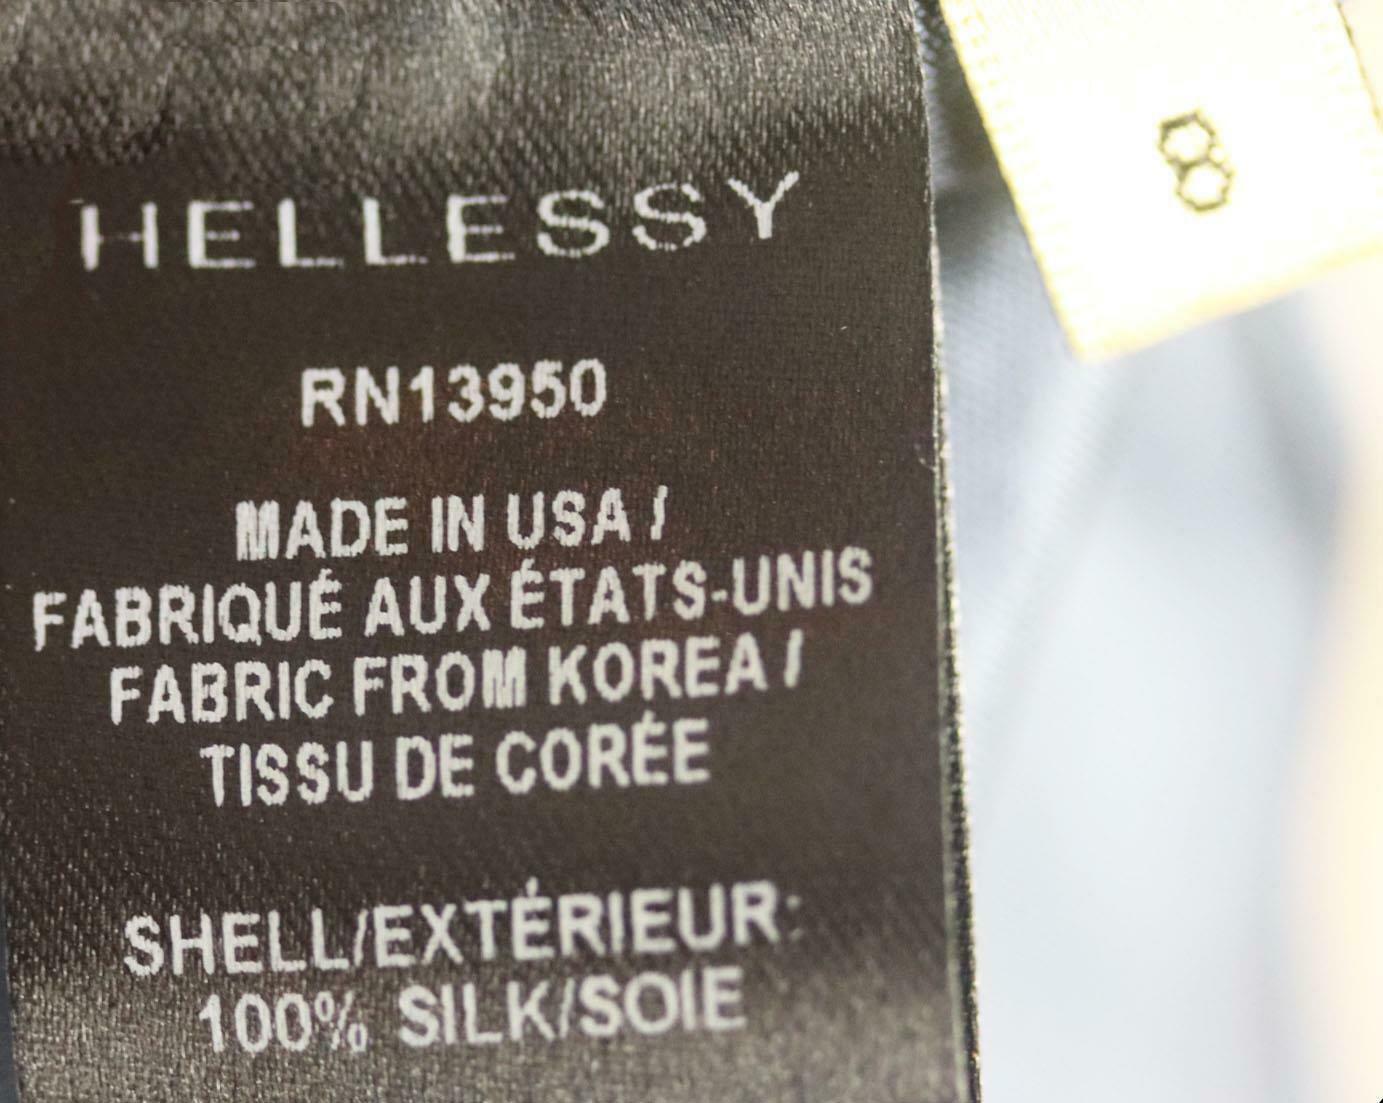 HELLESSY
RN13950
MADE IN USA /
FABRIQUÉ AUX ÉTATS-UNIS
FABRIC FROM KOREA /
TISSU DE CORÉE
SHELL/EXTÉRIEUR:
100% SILK/SOIE
8